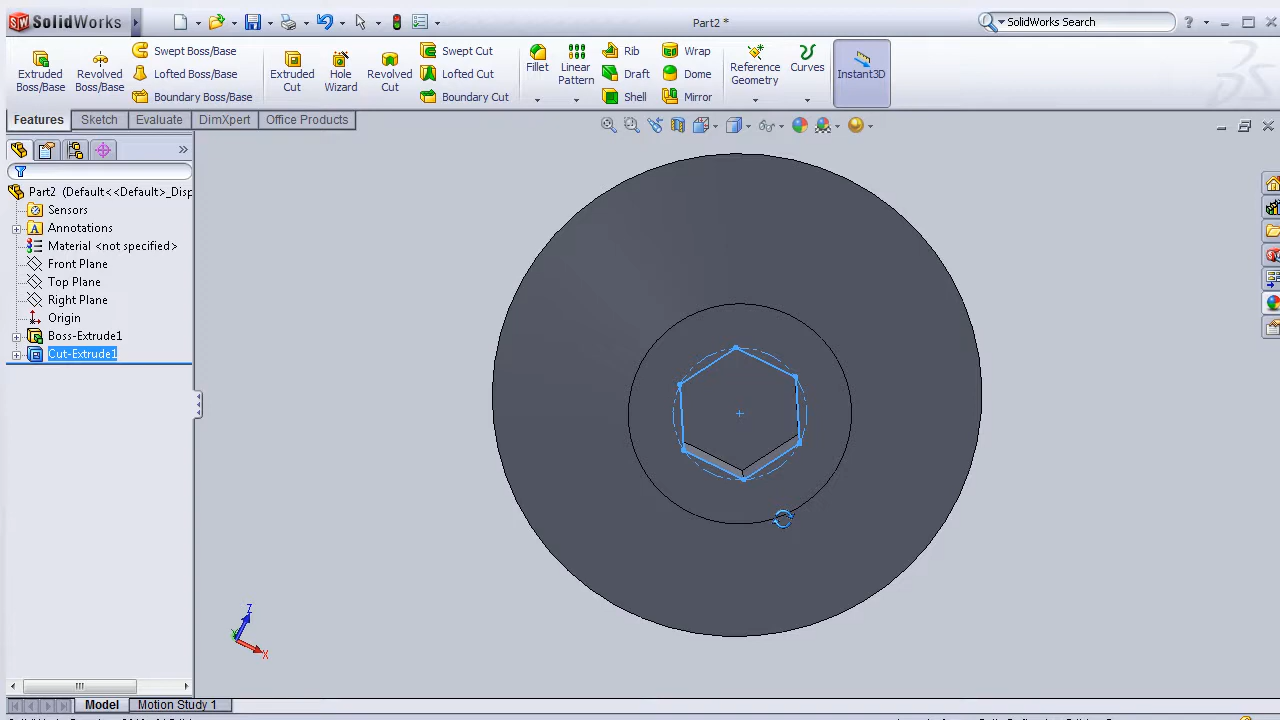 SolidWorks
Part2 *
SolidWorks Search
?
Extruded Boss/Base
Revolved Boss/Base
Swept Boss/Base
Lofted Boss/Base
Boundary Boss/Base
Extruded Cut
Hole Wizard
Revolved Cut
Swept Cut
Lofted Cut
Boundary Cut
Fillet
Linear Pattern
Rib
Draft
Shell
Wrap
Dome
Mirror
Reference Geometry
Curves
Instant3D
Features
Sketch
Evaluate
DimXpert
Office Products
Part2 (Default<<Default>_Disp
Sensors
Annotations
Material <not specified>
Front Plane
Top Plane
Right Plane
Origin
Boss-Extrude1
Cut-Extrude1
Z
X
Model
Motion Study 1